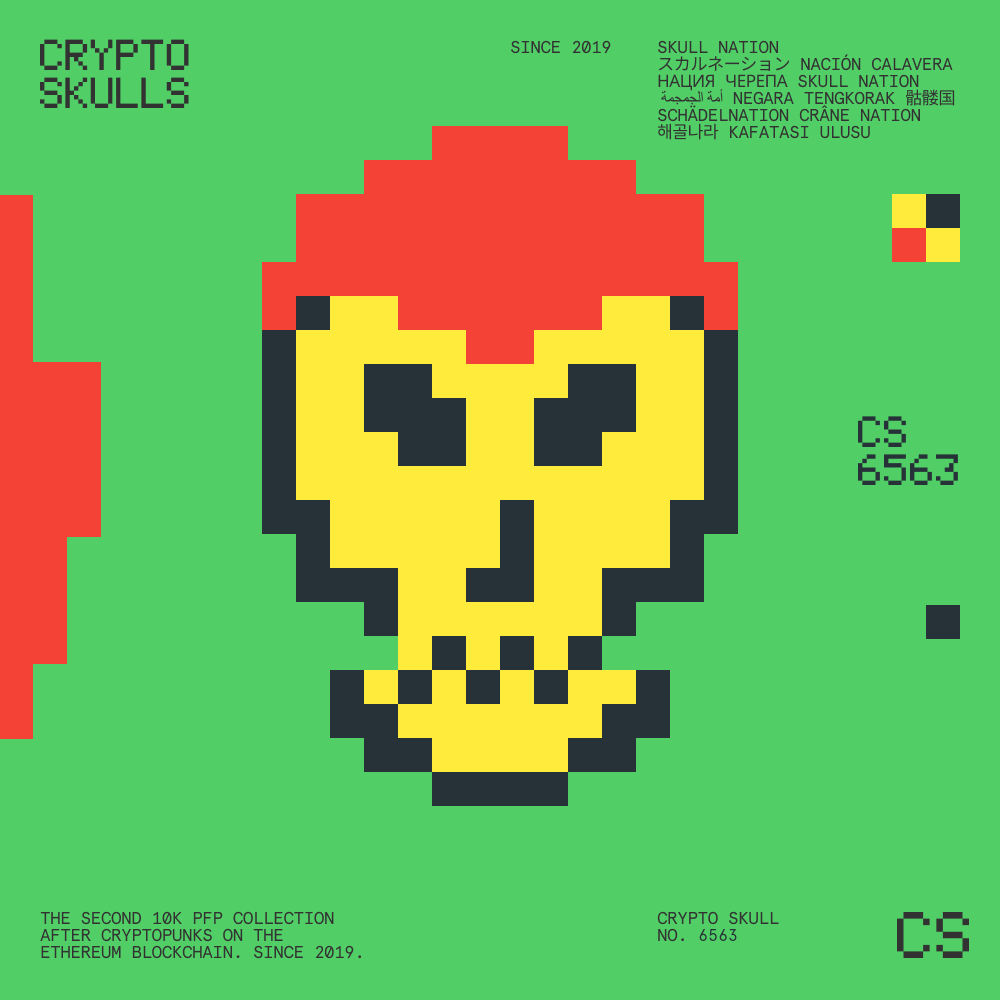 CRYPTO
SKULLS
SINCE 2019
SKULL NATION
スカルネーション NACIÓN CALAVERA
НАЦИЯ ЧЕРЕПА SKULL NATION
أمة الجمجمة NEGARA TENGKORAK 骷髅国
SCHÄDELNATION CRÂNE NATION
해골나라 KAFATASI ULUSU
CS
6563
THE SECOND 10K PFP COLLECTION
AFTER CRYPTOPUNKS ON THE
ETHEREUM BLOCKCHAIN. SINCE 2019.
CRYPTO SKULL
NO. 6563
CS